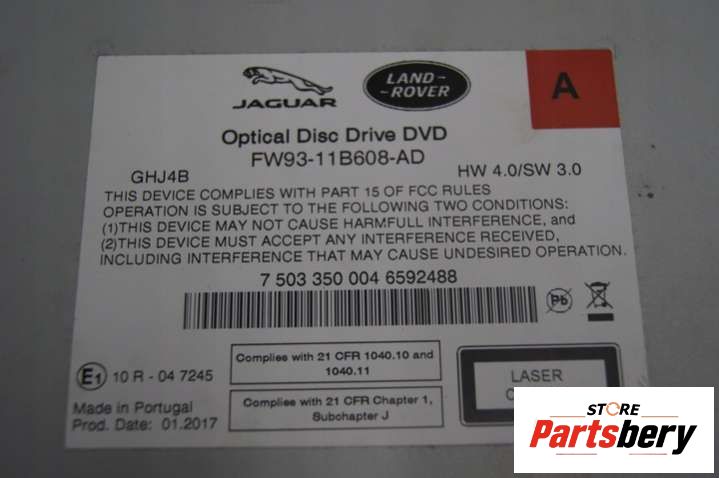 JAGUAR
LAND-
-ROVER
A
Optical Disc Drive DVD
FW93-11B608-AD
GHJ4B
HW 4.0/SW 3.0
THIS DEVICE COMPLIES WITH PART 15 OF FCC RULES
OPERATION IS SUBJECT TO THE FOLLOWING TWO CONDITIONS:
(1)THIS DEVICE MAY NOT CAUSE HARMFULL INTERFERENCE, and
(2)THIS DEVICE MUST ACCEPT ANY INTERFERENCE RECEIVED,
INCLUDING INTERFERENCE THAT MAY CAUSE UNDESIRED OPERATION.
7 503 350 004 6592488
Pb
E1 10 R - 04 7245
Complies with 21 CFR 1040.10 and
1040.11
Complies with 21 CFR Chapter 1,
Subchapter J
LASER
Made in Portugal
Prod. Date: 01.2017
STORE
Partsbery